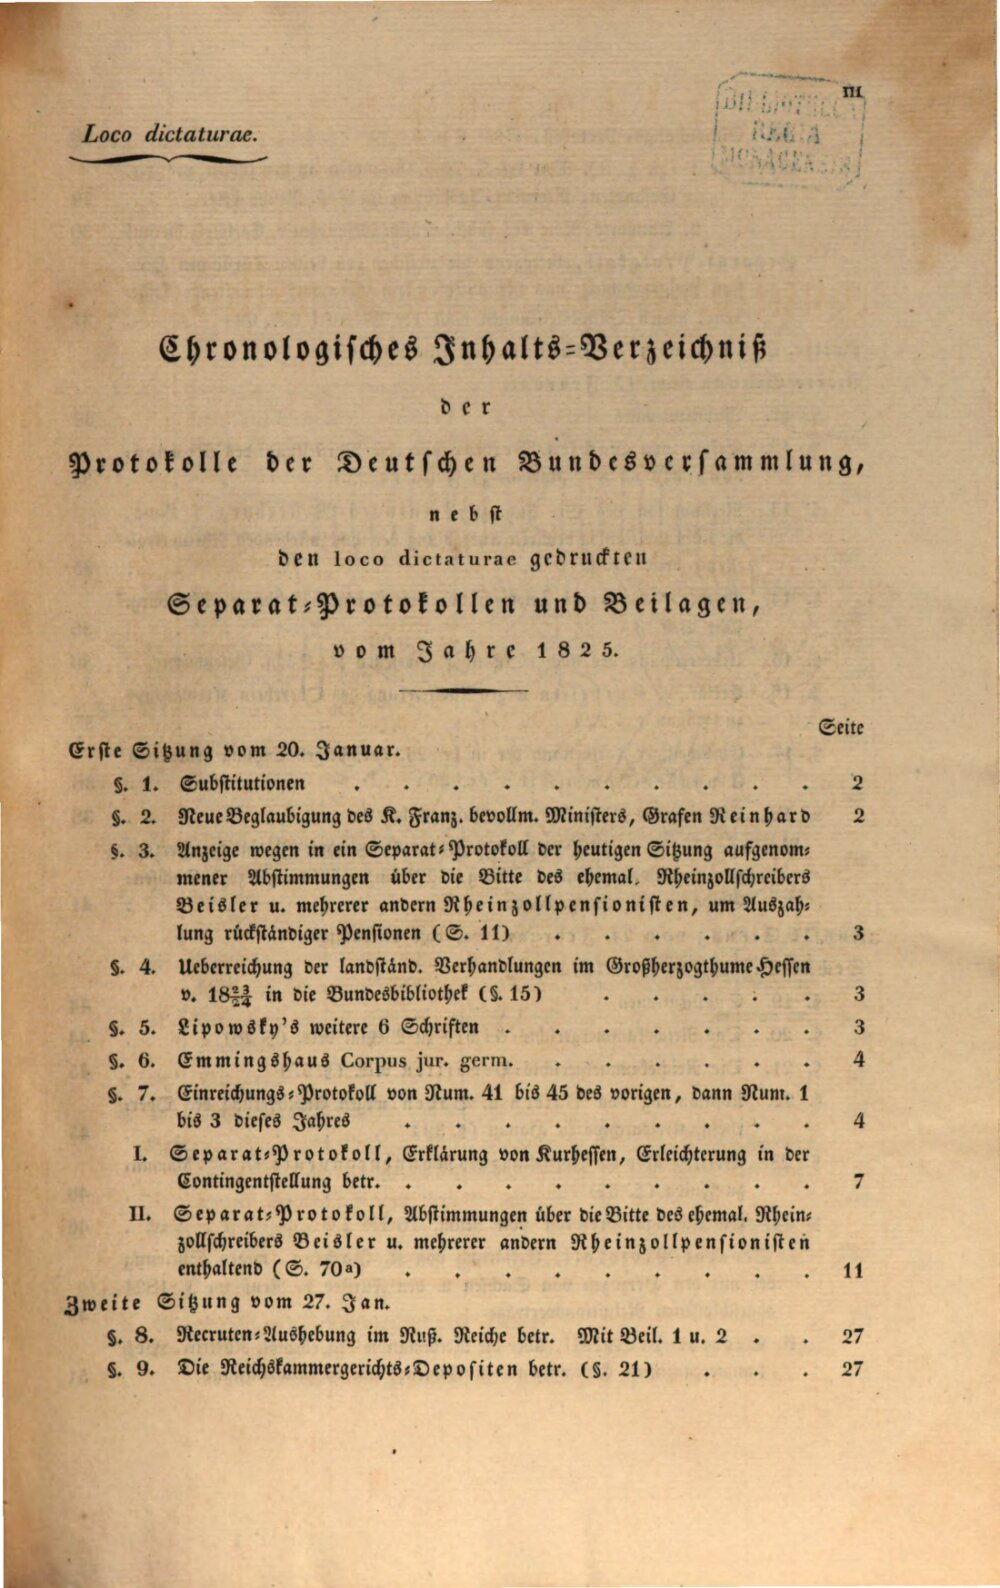 III
BIBLIOTHECA
REGIA
MONACENSIS
Loco dictaturae.
Chronologisches Inhalts-Verzeichniß
der
Protokolle der Deutschen Bundesversammlung,
nebst
den loco dictaturae gedruckten
Separat-Protokollen und Beilagen,
vom Jahre 1825.
Seite
Erste Sitzung vom 20. Januar.
§. 1. Substitutionen . . . . . . . . . . 2
§. 2. Neue Beglaubigung des K. Franz. bevollm. Ministers, Grafen Reinhard 2
§. 3. Anzeige wegen in ein Separat-Protokoll der heutigen Sitzung aufgenom-
mener Abstimmungen über die Bitte des ehemal. Rheinzollschreibers
Beisler u. mehrerer andern Rheinzollpensionisten, um Auszah-
lung rückständiger Pensionen (S. 11) . . . . . . 3
§. 4. Ueberreichung der landständ. Verhandlungen im Großherzogthume Hessen
v. 18 23/24 in die Bundesbibliothek (§. 15) . . . . . 3
§. 5. Lipowsky's weitere 6 Schriften . . . . . . . 3
§. 6. Emmingshaus Corpus jur. germ. . . . . . . 4
§. 7. Einreichungs-Protokoll von Num. 41 bis 45 des vorigen, dann Num. 1
bis 3 dieses Jahres . . . . . . . . . 4
I. Separat-Protokoll, Erklärung von Kurhessen, Erleichterung in der
Contingentstellung betr. . . . . . . . . . 7
II. Separat-Protokoll, Abstimmungen über die Bitte des ehemal. Rhein-
zollschreibers Beisler u. mehrerer andern Rheinzollpensionisten
enthaltend (S. 70a) . . . . . . . . . 11
Zweite Sitzung vom 27. Jan.
§. 8. Recruten-Aushebung im Ruß. Reiche betr. Mit Beil. 1 u. 2 . . 27
§. 9. Die Reichskammergerichts-Depositen betr. (§. 21) . . . 27